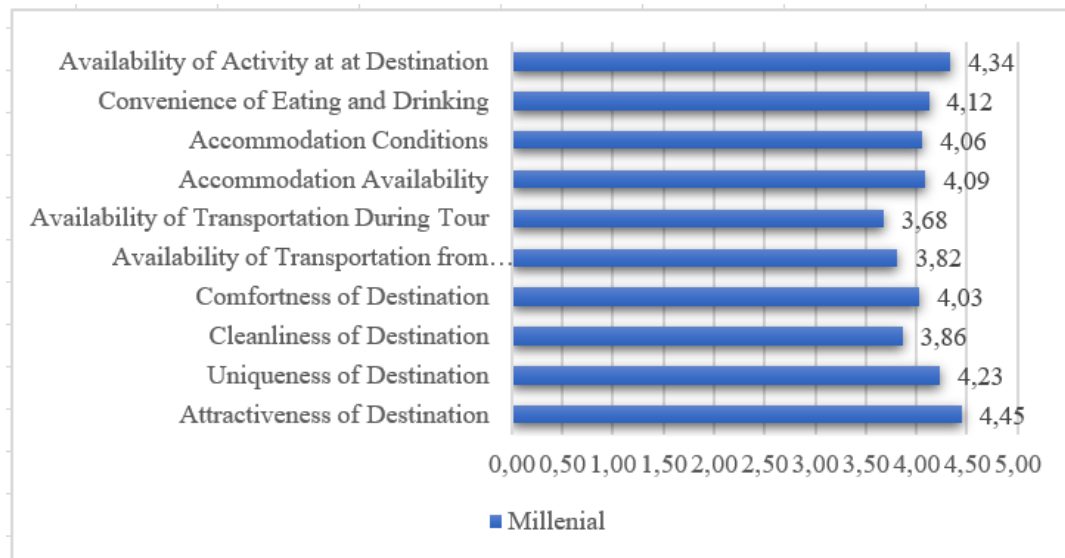 Availability of Activity at at Destination 4,34
Convenience of Eating and Drinking 4,12
Accommodation Conditions 4,06
Accommodation Availability 4,09
Availability of Transportation During Tour 3,68
Availability of Transportation from… 3,82
Comfortness of Destination 4,03
Cleanliness of Destination 3,86
Uniqueness of Destination 4,23
Attractiveness of Destination 4,45
0,00 0,50 1,00 1,50 2,00 2,50 3,00 3,50 4,00 4,50 5,00
Millenial